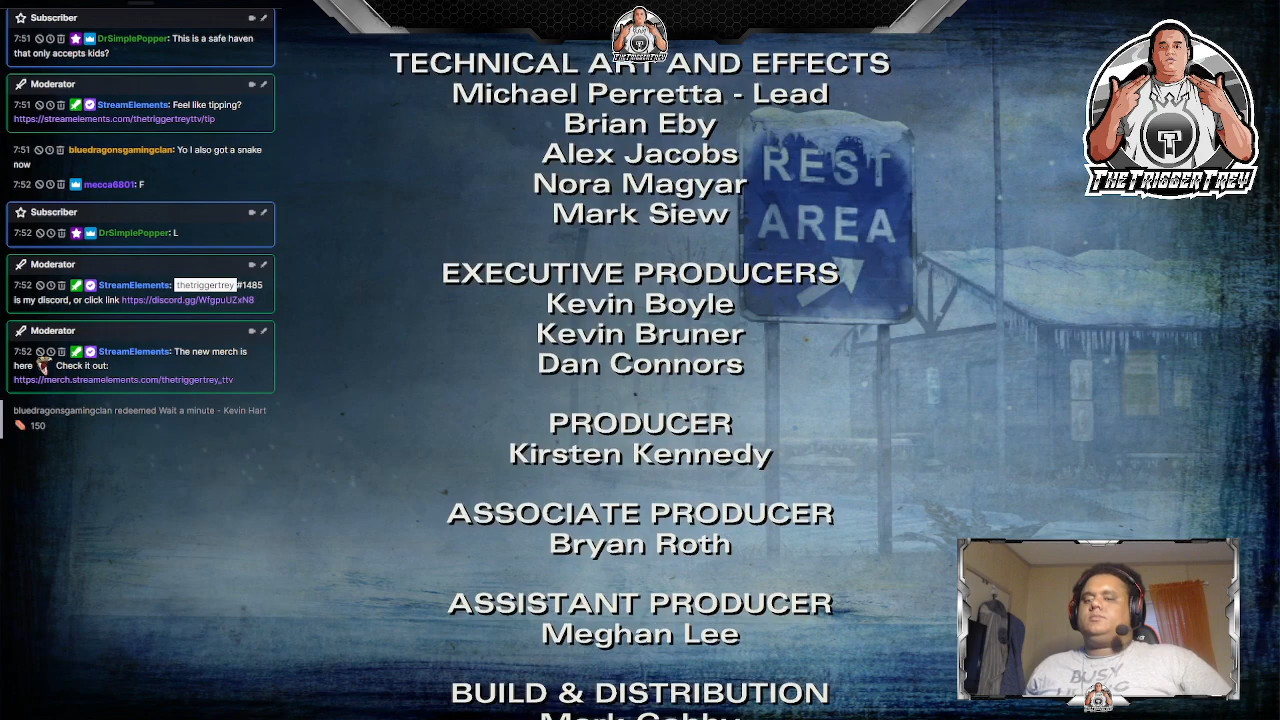 Subscriber
7:51 DrSimplePopper: This is a safe haven
that only accepts kids?
Moderator
7:51 StreamElements: Feel like tipping?
https://streamelements.com/thetriggertreyttv/tip
7:51 bluedragonsgamingclan: Yo I also got a snake
now
7:52 mecca6801: F
Subscriber
7:52 DrSimplePopper: L
Moderator
7:52 StreamElements: thetriggertrey#1485
is my discord, or click link https://discord.gg/WfgpuUZxN8
Moderator
7:52 StreamElements: The new merch is
here Check it out:
https://merch.streamelements.com/thetriggertrey_ttv
bluedragonsgamingclan redeemed Wait a minute - Kevin Hart
150
THETRIGGERTREY
TECHNICAL ART AND EFFECTS
Michael Perretta - Lead
Brian Eby
Alex Jacobs
Nora Magyar
Mark Siew
EXECUTIVE PRODUCERS
Kevin Boyle
Kevin Bruner
Dan Connors
PRODUCER
Kirsten Kennedy
ASSOCIATE PRODUCER
Bryan Roth
ASSISTANT PRODUCER
Meghan Lee
BUILD & DISTRIBUTION
REST
AREA
T
THETRIGGERTREY
BUSY